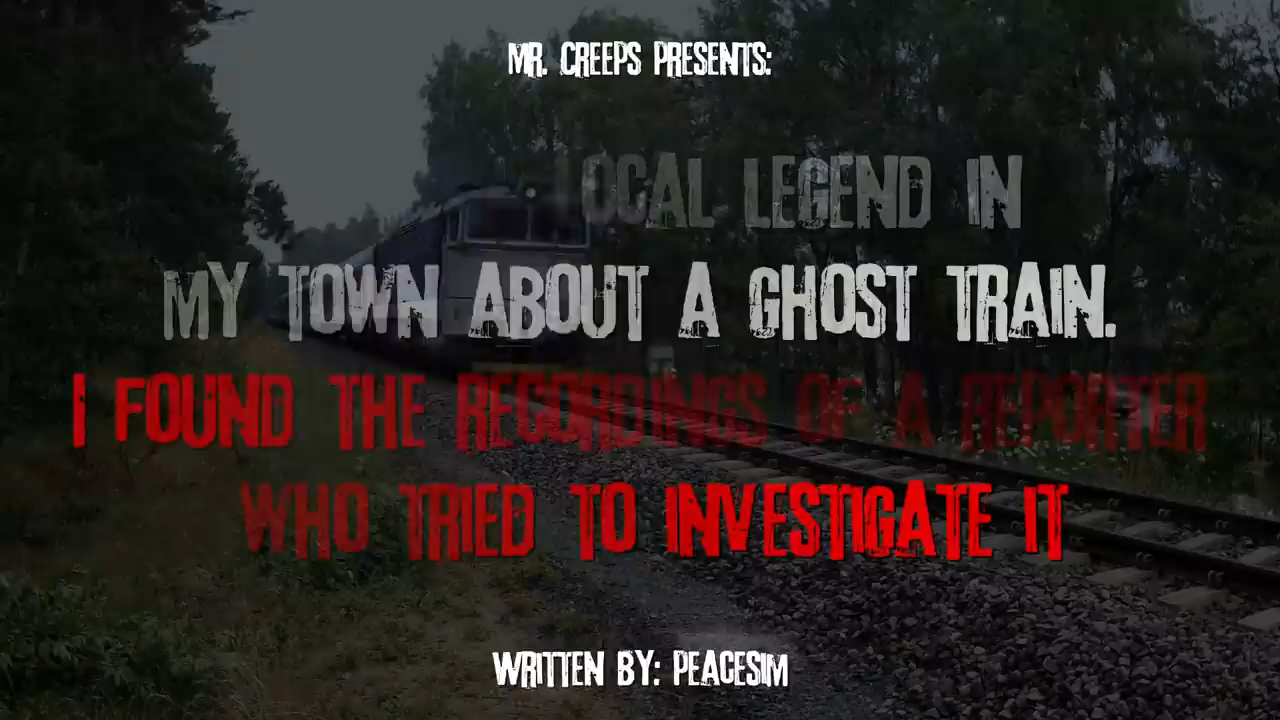 MR. CREEPS PRESENTS:
LOCAL LEGEND IN
MY TOWN ABOUT A GHOST TRAIN.
I FOUND THE RECORDINGS OF A REPORTER
WHO TRIED TO INVESTIGATE IT
WRITTEN BY: PEACESIM